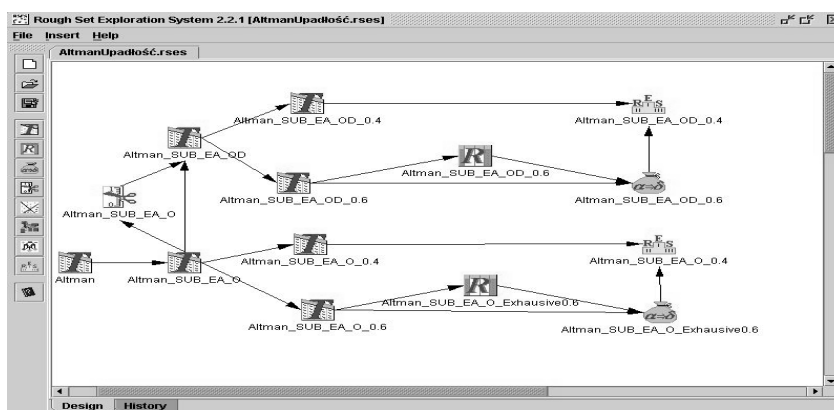 Rough Set Exploration System 2.2.1 [AltmanUpadłość.rses]
File Insert Help
AltmanUpadłość.rses
Altman_SUB_EA_OD_0.4
Altman_SUB_EA_OD_0.4
Altman_SUB_EA_OD
Altman_SUB_EA_OD_0.6
Altman_SUB_EA_OD_0.6
Altman_SUB_EA_OD_0.6
Altman_SUB_EA_O
Altman_SUB_EA_O_0.4
Altman_SUB_EA_O_0.4
Altman
Altman_SUB_EA_O
Altman_SUB_EA_O_Exhausive0.6
Altman_SUB_EA_O_0.6
Altman_SUB_EA_O_Exhausive0.6
Design History